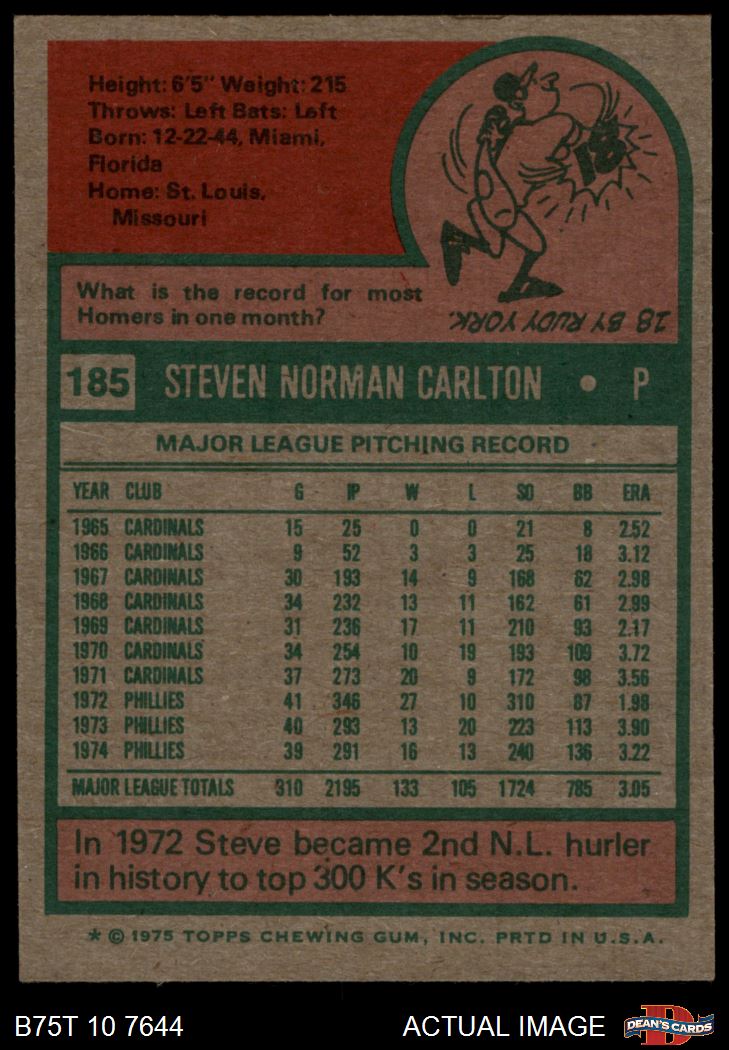 Height: 6'5" Weight: 215
Throws: Left Bats: Left
Born: 12-22-44, Miami,
Florida
Home: St. Louis,
Missouri
18
What is the record for most
Homers in one month?
18 BY RUDY YORK.
185 STEVEN NORMAN CARLTON • P
MAJOR LEAGUE PITCHING RECORD
YEAR CLUB G IP W L SO BB ERA
1965 CARDINALS 15 25 0 0 21 8 2.52
1966 CARDINALS 9 52 3 3 25 18 3.12
1967 CARDINALS 30 193 14 9 168 62 2.98
1968 CARDINALS 34 232 13 11 162 61 2.99
1969 CARDINALS 31 236 17 11 210 93 2.17
1970 CARDINALS 34 254 10 19 193 109 3.72
1971 CARDINALS 37 273 20 9 172 98 3.56
1972 PHILLIES 41 346 27 10 310 87 1.98
1973 PHILLIES 40 293 13 20 223 113 3.90
1974 PHILLIES 39 291 16 13 240 136 3.22
MAJOR LEAGUE TOTALS 310 2195 133 105 1724 785 3.05
In 1972 Steve became 2nd N.L. hurler
in history to top 300 K's in season.
* © 1975 TOPPS CHEWING GUM, INC. PRTD IN U.S.A.
B75T 10 7644 ACTUAL IMAGE D DEAN'S CARDS